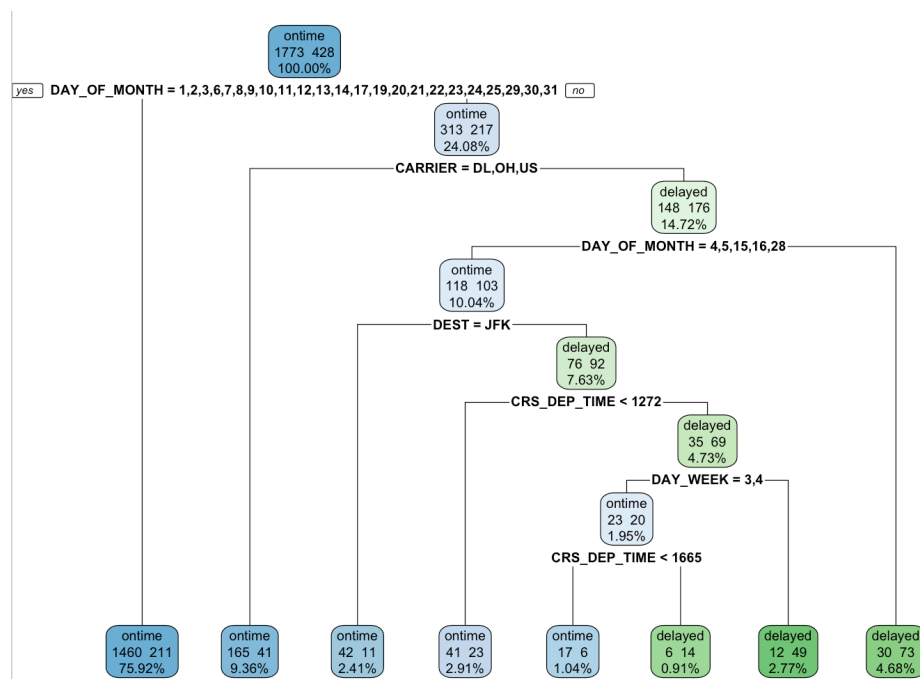 ontime
1773 428
100.00%
yes DAY_OF_MONTH = 1,2,3,6,7,8,9,10,11,12,13,14,17,19,20,21,22,23,24,25,29,30,31 no
ontime
313 217
24.08%
CARRIER = DL,OH,US
delayed
148 176
14.72%
DAY_OF_MONTH = 4,5,15,16,28
ontime
118 103
10.04%
DEST = JFK
delayed
76 92
7.63%
CRS_DEP_TIME < 1272
delayed
35 69
4.73%
DAY_WEEK = 3,4
ontime
23 20
1.95%
CRS_DEP_TIME < 1665
ontime
1460 211
75.92%
ontime
165 41
9.36%
ontime
42 11
2.41%
ontime
41 23
2.91%
ontime
17 6
1.04%
delayed
6 14
0.91%
delayed
12 49
2.77%
delayed
30 73
4.68%